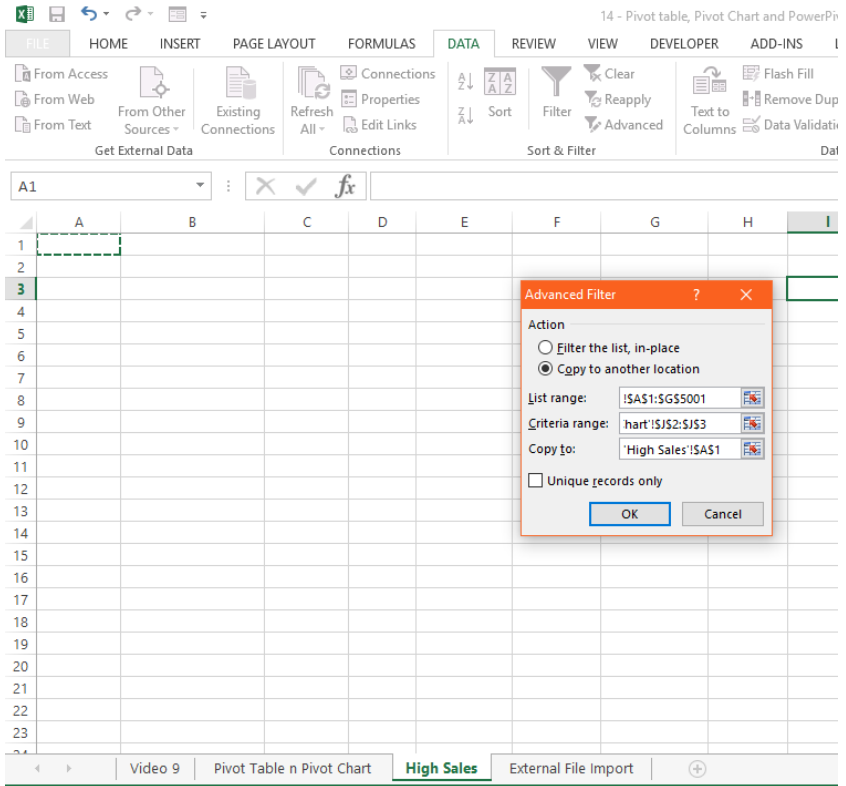 14 - Pivot table, Pivot Chart and PowerPi
FILE HOME INSERT PAGE LAYOUT FORMULAS DATA REVIEW VIEW DEVELOPER ADD-INS
From Access
From Web
From Text
From Other Sources
Existing Connections
Get External Data
Refresh All
Connections
Properties
Edit Links
Connections
A Z
Z A
Z A
A Z
Sort
Filter
Clear
Reapply
Advanced
Sort & Filter
Text to Columns
Flash Fill
Remove Dup
Data Validati
Dat
A1
fx
A B C D E F G H I
1
2
3
4
5
6
7
8
9
10
11
12
13
14
15
16
17
18
19
20
21
22
23
24
Advanced Filter ? ×
Action
Filter the list, in-place
Copy to another location
List range: !$A$1:$G$5001
Criteria range: 'hart'!$J$2:$J$3
Copy to: 'High Sales'!$A$1
Unique records only
OK Cancel
Video 9 Pivot Table n Pivot Chart High Sales External File Import